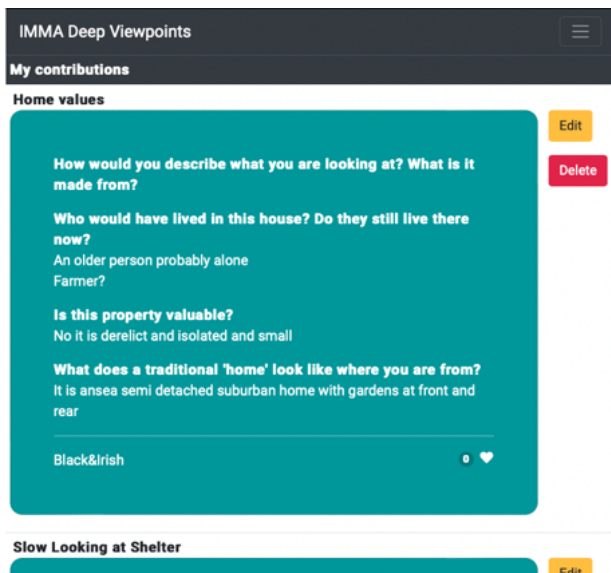 IMMA Deep Viewpoints
My contributions
Home values
Edit
Delete
How would you describe what you are looking at? What is it
made from?
Who would have lived in this house? Do they still live there
now?
An older person probably alone
Farmer?
Is this property valuable?
No it is derelict and isolated and small
What does a traditional 'home' look like where you are from?
It is ansea semi detached suburban home with gardens at front and
rear
Black&Irish
0
Slow Looking at Shelter
Edit